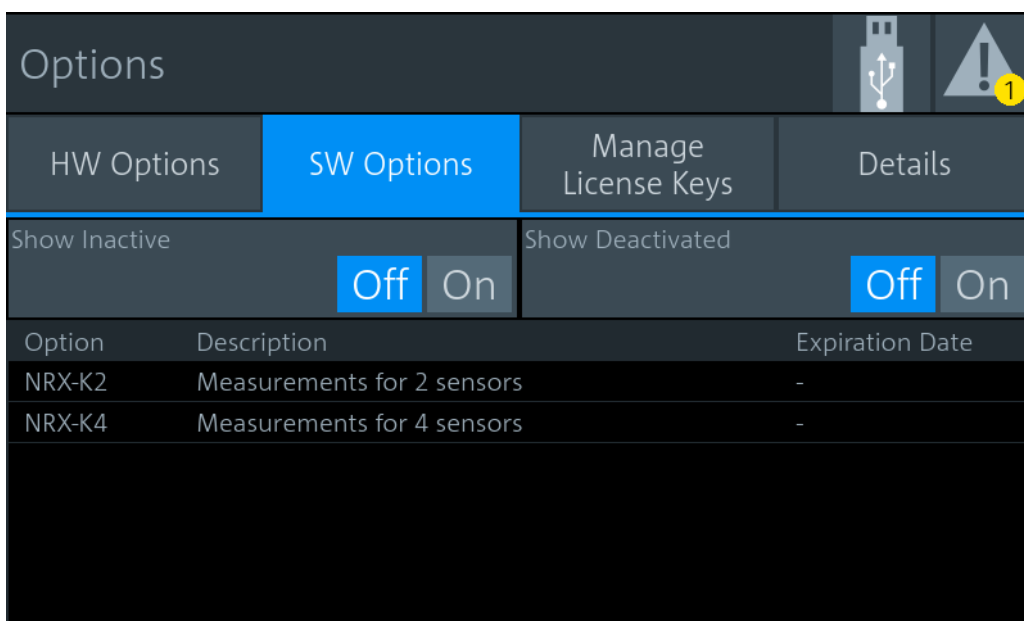 Options
1
HW Options
SW Options
Manage
License Keys
Details
Show Inactive
Off On
Show Deactivated
Off On
Option Description Expiration Date
NRX-K2 Measurements for 2 sensors -
NRX-K4 Measurements for 4 sensors -